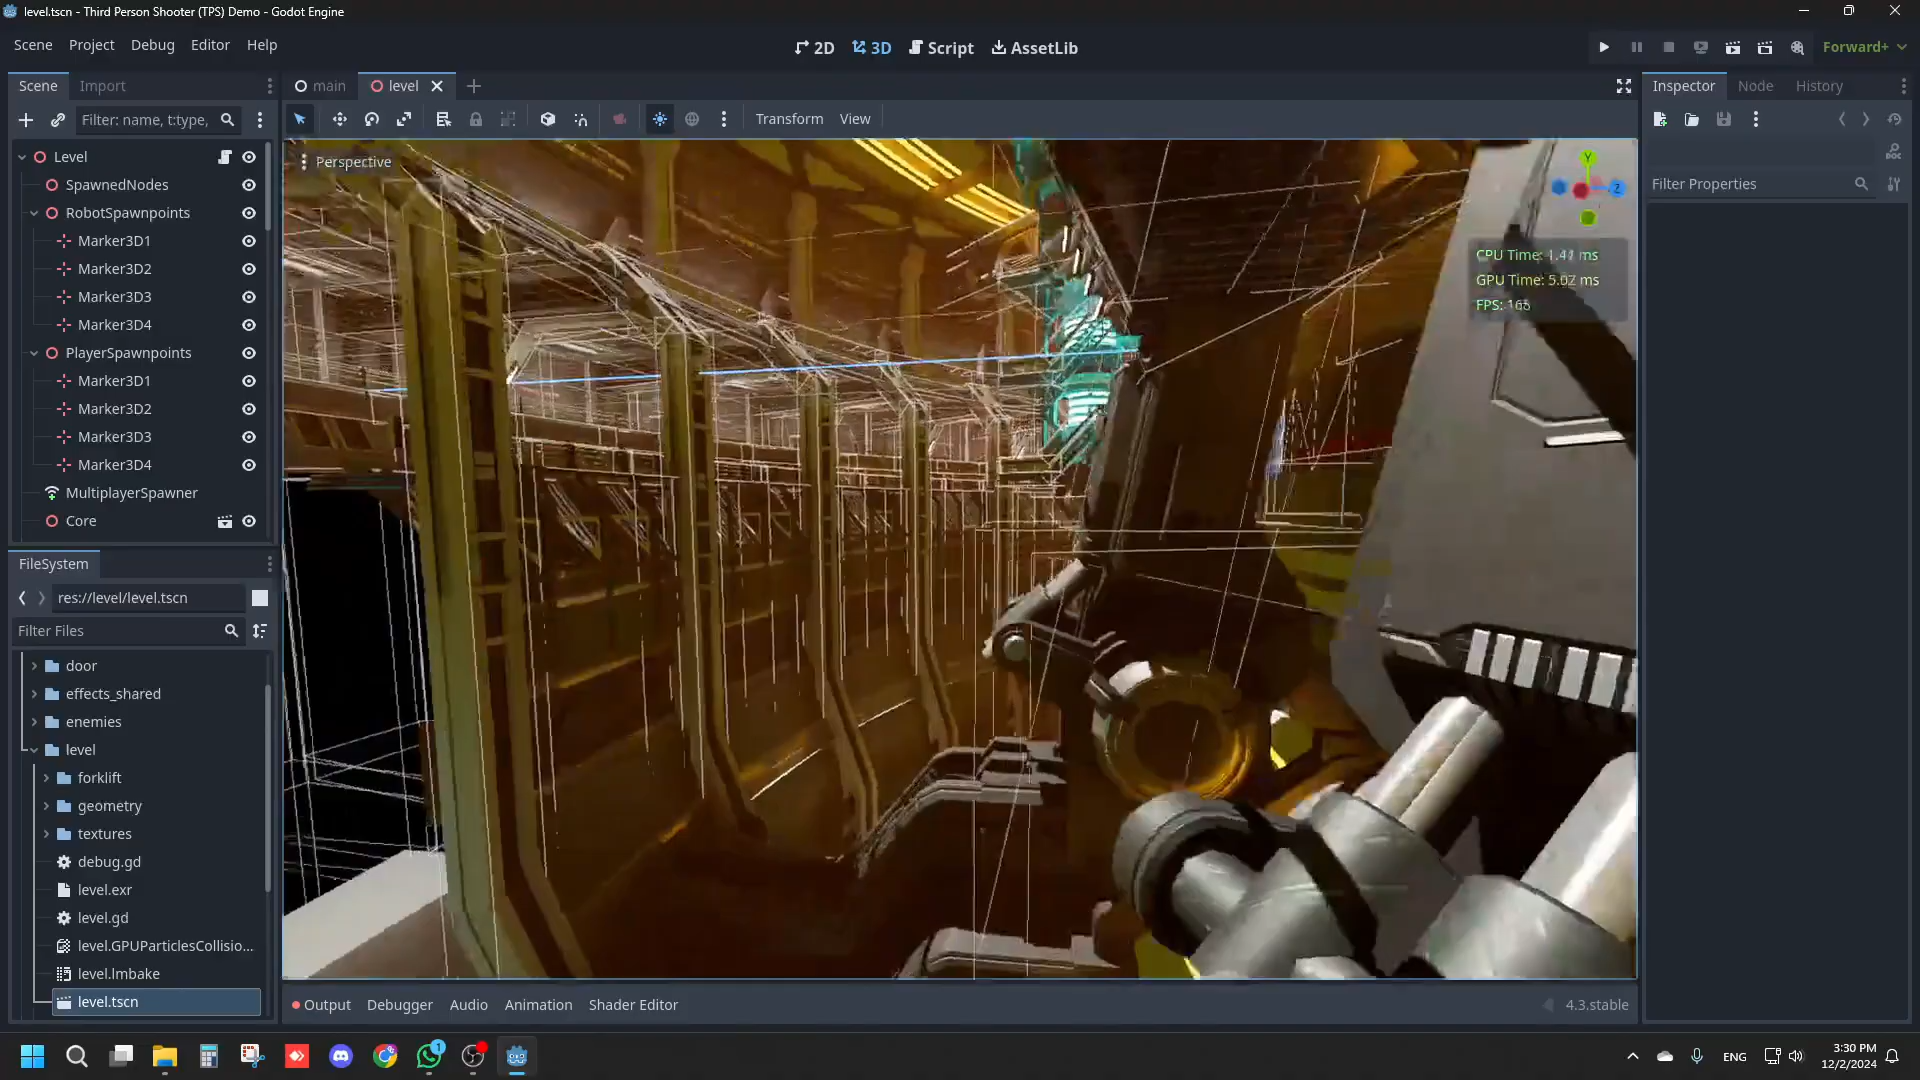 level.tscn - Third Person Shooter (TPS) Demo - Godot Engine
Scene Project Debug Editor Help
2D 3D Script AssetLib
Forward+
Scene Import
main level
Inspector Node History
Filter: name, t:type,
Transform View
Level
SpawnedNodes
RobotSpawnpoints
Marker3D1
Marker3D2
Marker3D3
Marker3D4
PlayerSpawnpoints
Marker3D1
Marker3D2
Marker3D3
Marker3D4
MultiplayerSpawner
Core
Perspective
Y
Z
CPU Time: 1.41 ms
GPU Time: 5.02 ms
FPS: 165
DOC
Filter Properties
FileSystem
res://level/level.tscn
Filter Files
door
effects_shared
enemies
level
forklift
geometry
textures
debug.gd
level.exr
level.gd
level.GPUParticlesCollisio...
level.lmbake
level.tscn
Output Debugger Audio Animation Shader Editor
4.3.stable
1
ENG
3:30 PM
12/2/2024